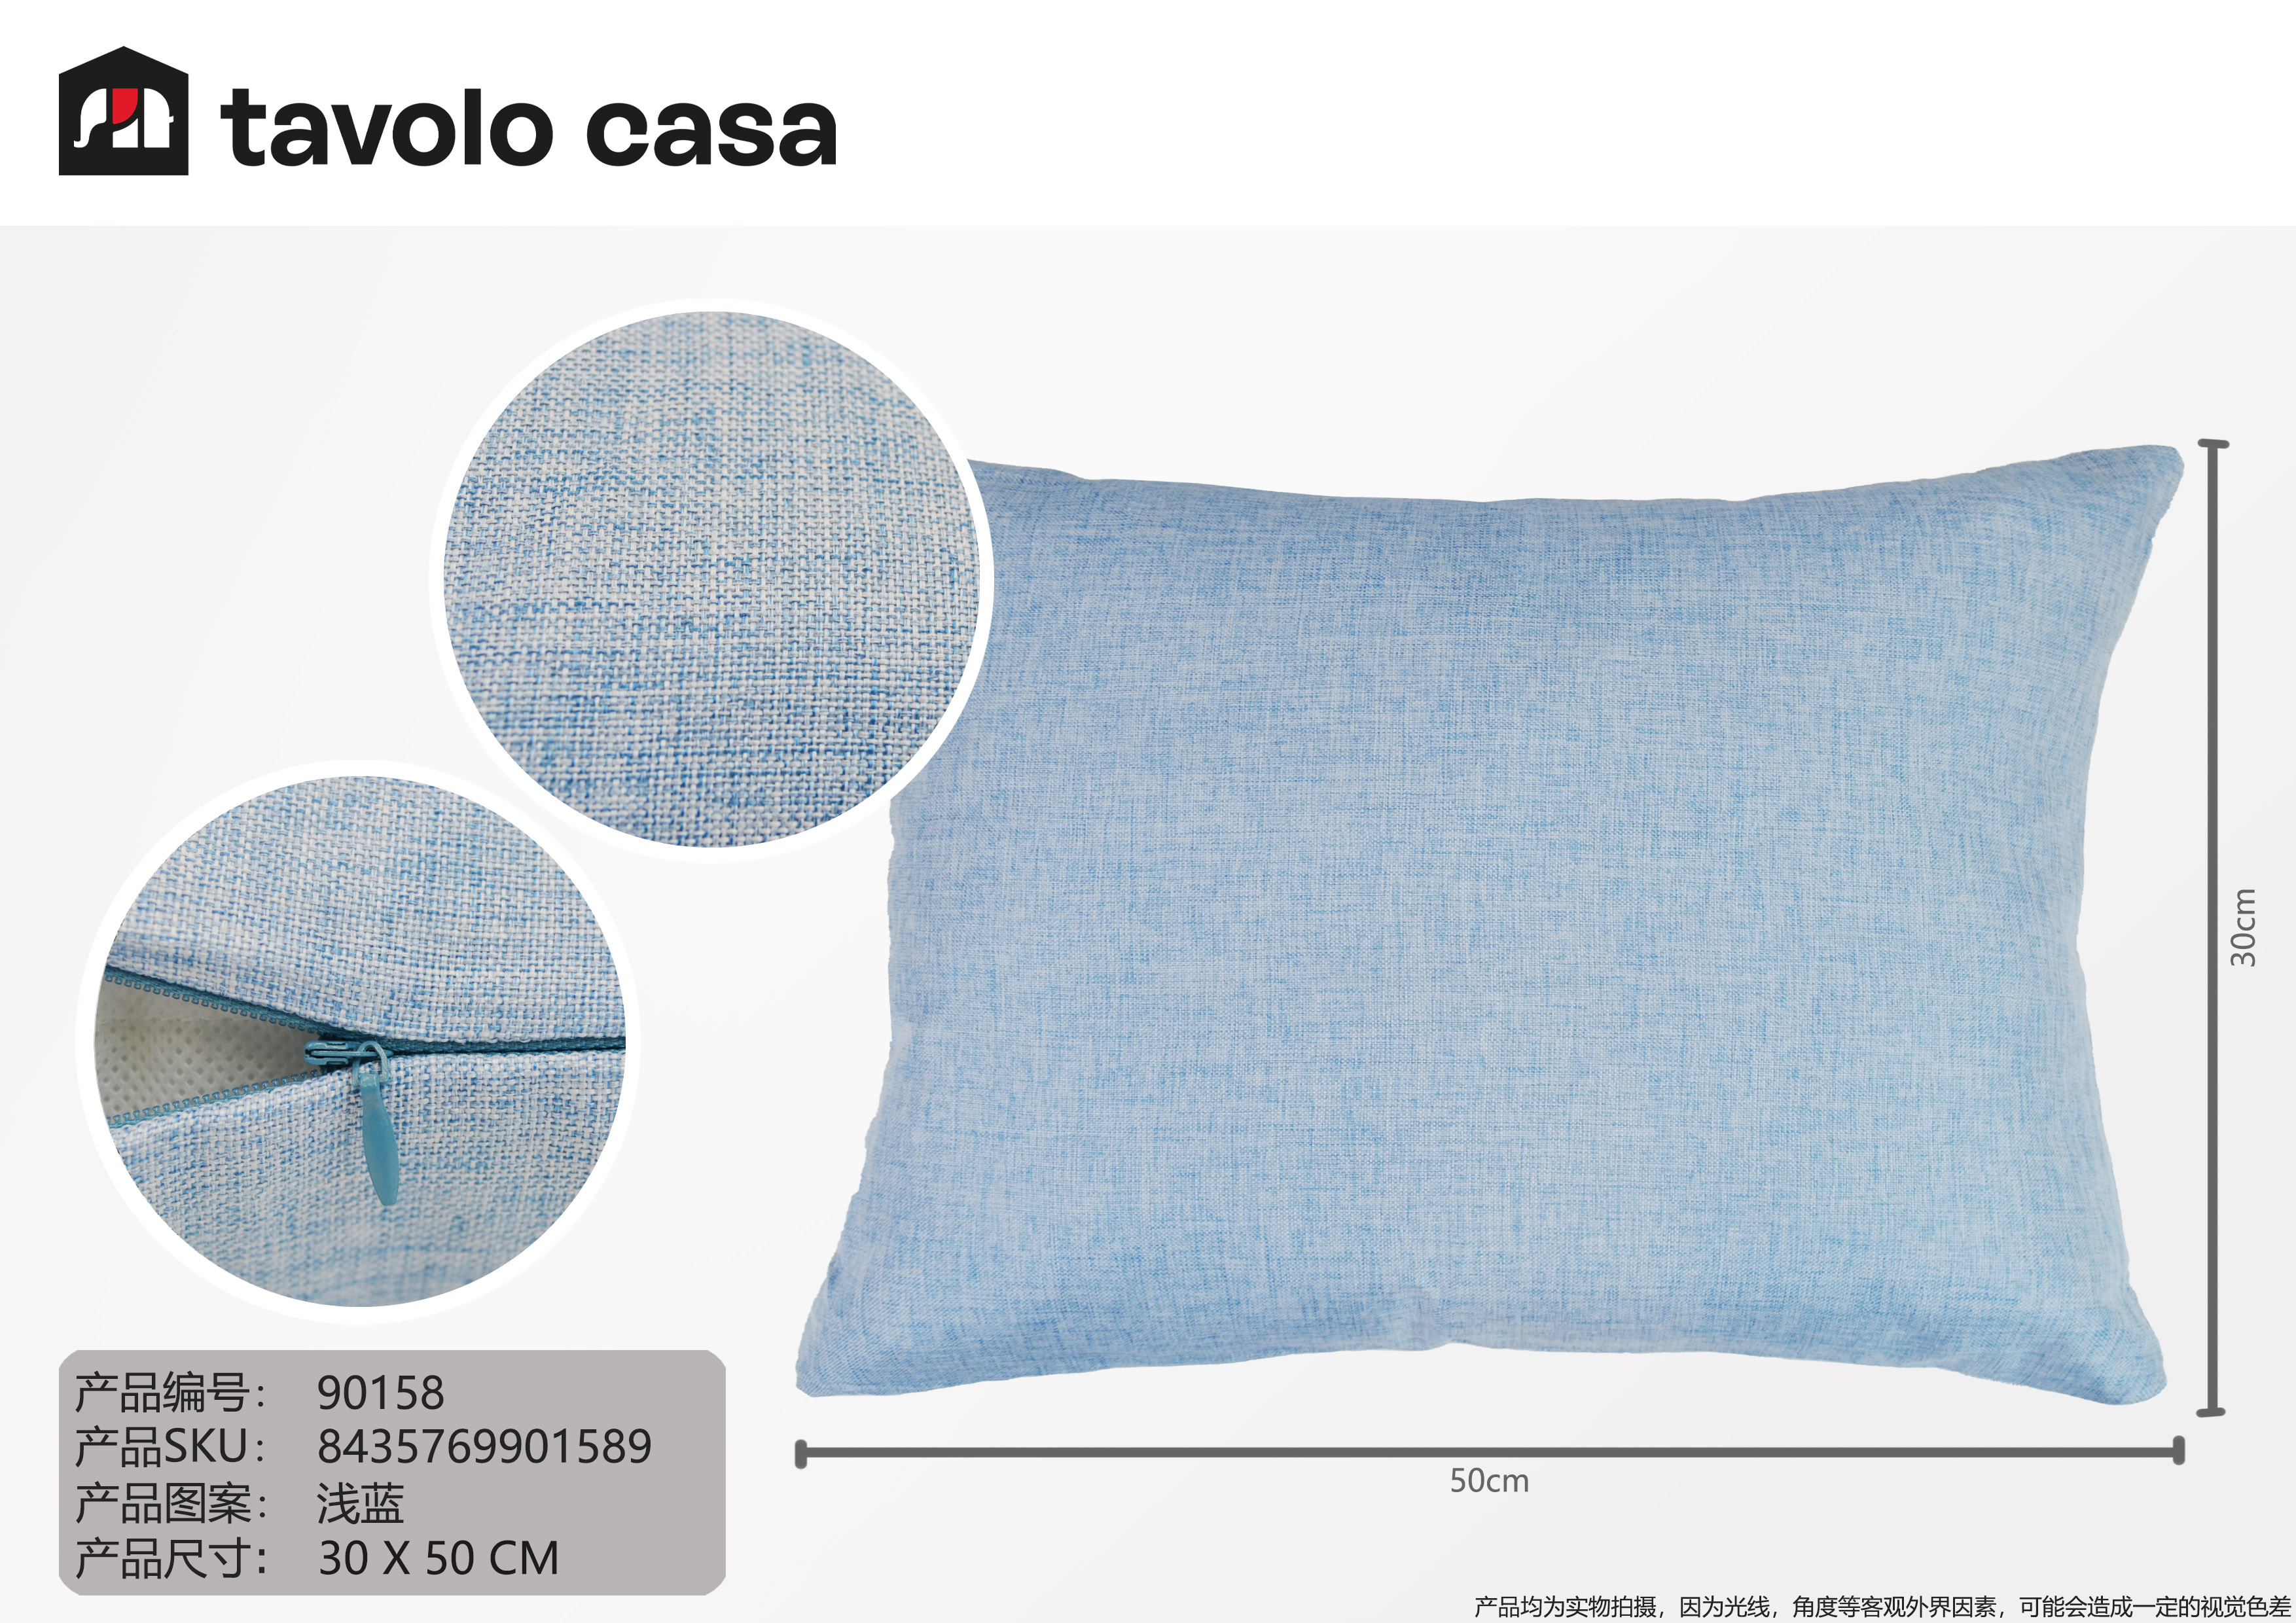 tavolo casa
30cm
50cm
产品编号： 90158
产品SKU： 8435769901589
产品图案： 浅蓝
产品尺寸： 30 X 50 CM
产品均为实物拍摄，因为光线，角度等客观外界因素，可能会造成一定的视觉色差